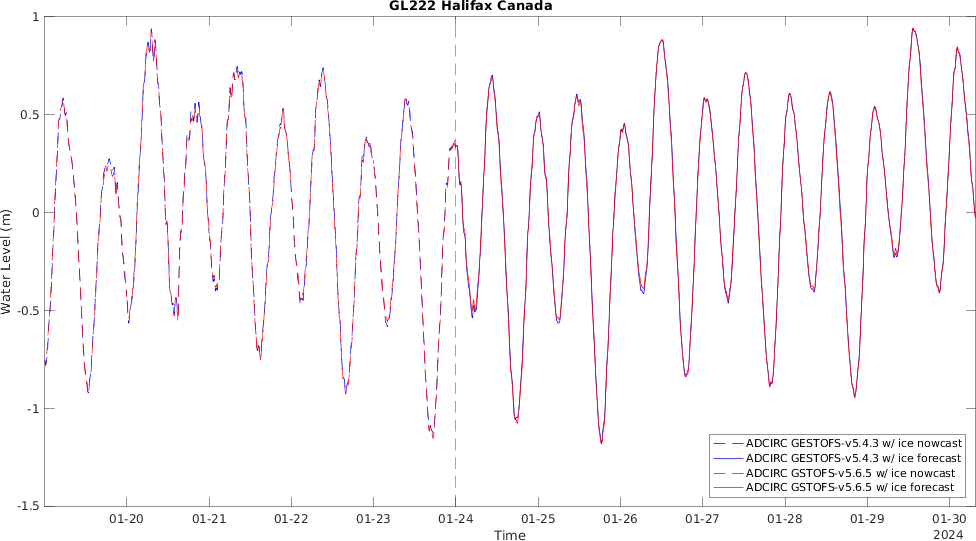 GL222 Halifax Canada
1
0.5
0
-0.5
-1
-1.5
Water Level (m)
01-20 01-21 01-22 01-23 01-24 01-25 01-26 01-27 01-28 01-29 01-30
2024
Time
ADCIRC GESTOFS-v5.4.3 w/ ice nowcast
ADCIRC GESTOFS-v5.4.3 w/ ice forecast
ADCIRC GSTOFS-v5.6.5 w/ ice nowcast
ADCIRC GSTOFS-v5.6.5 w/ ice forecast